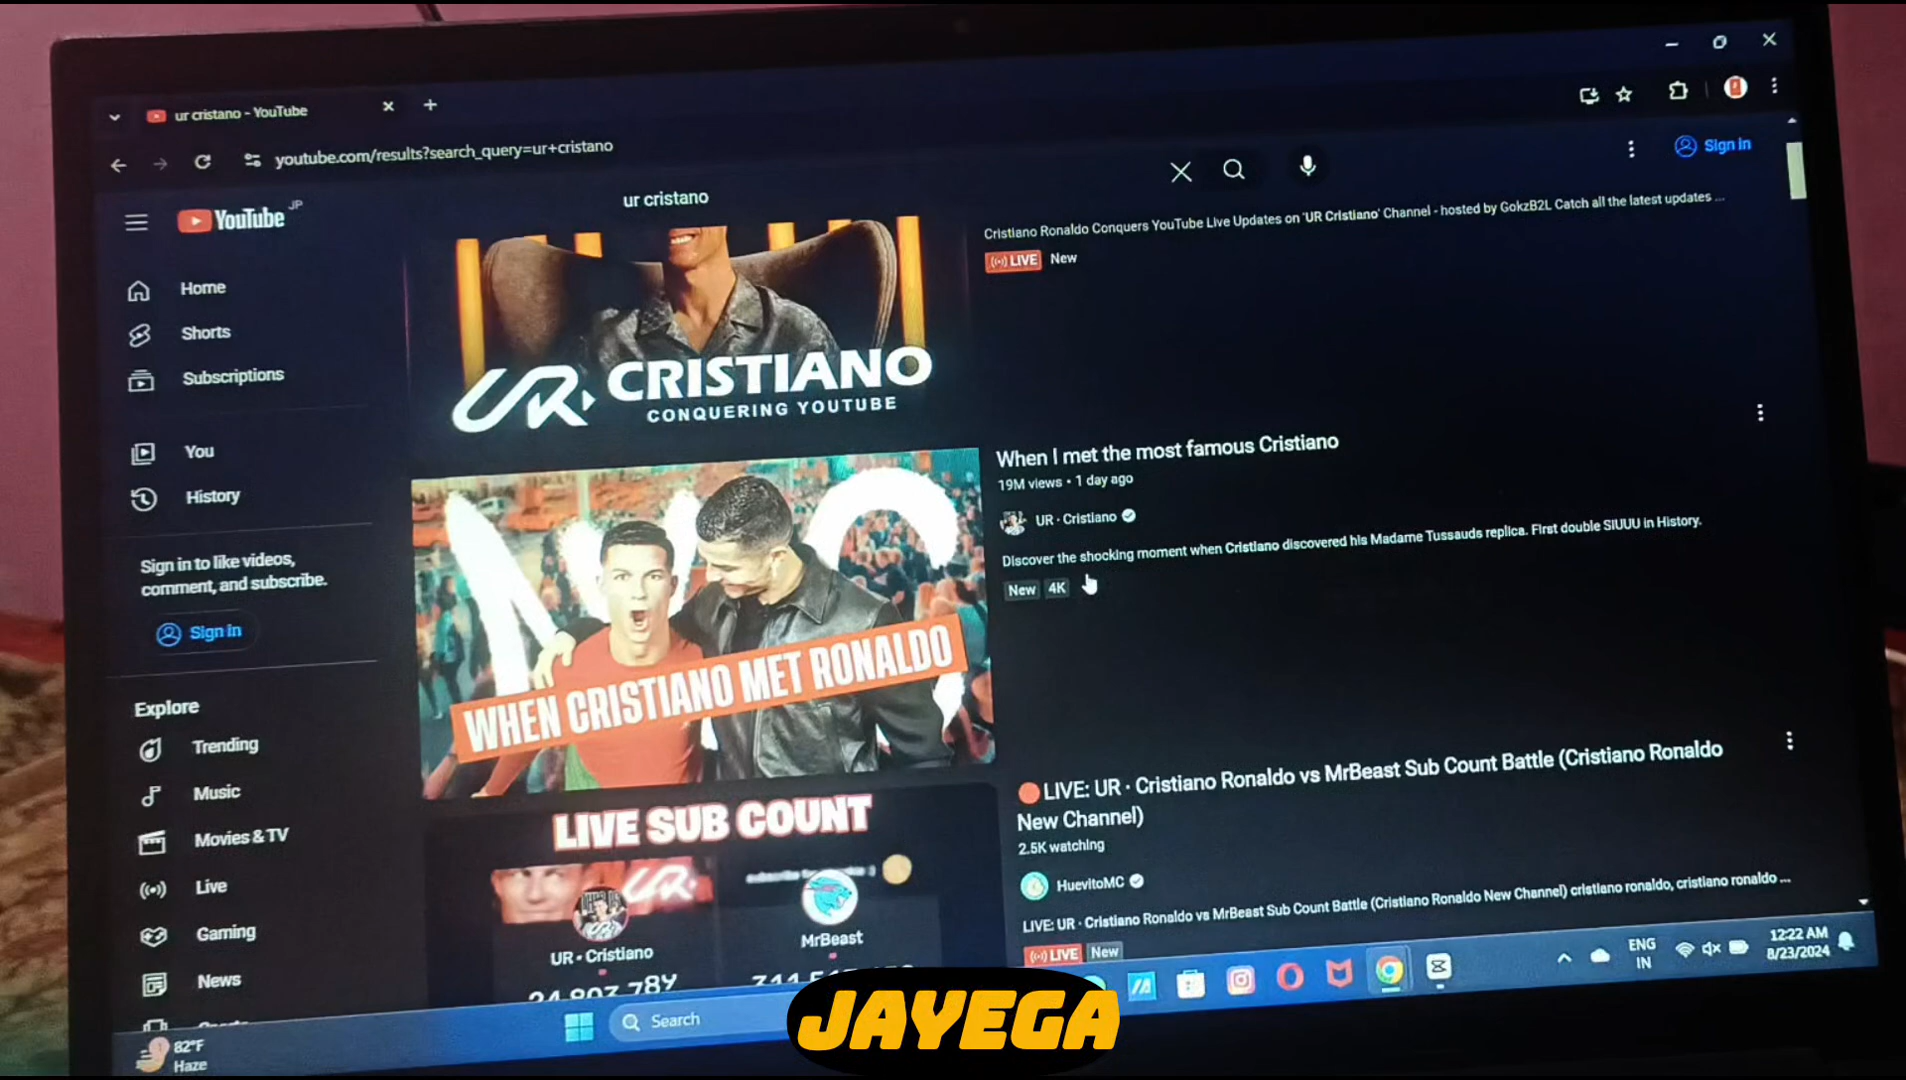 ur cristano - YouTube
youtube.com/results?search_query=ur+cristano
YouTube JP
ur cristano
Sign in
Home
Shorts
Subscriptions
You
History
Sign in to like videos,
comment, and subscribe.
Sign in
Explore
Trending
Music
Movies & TV
Live
Gaming
News
UR CRISTIANO
CONQUERING YOUTUBE
Cristiano Ronaldo Conquers YouTube Live Updates on 'UR Cristiano' Channel - hosted by GokzB2L Catch all the latest updates ...
LIVE New
WHEN CRISTIANO MET RONALDO
When I met the most famous Cristiano
19M views • 1 day ago
UR · Cristiano
Discover the shocking moment when Cristiano discovered his Madame Tussauds replica. First double SIUUU in History.
New 4K
LIVE SUB COUNT
UR
UR · Cristiano
MrBeast
LIVE: UR · Cristiano Ronaldo vs MrBeast Sub Count Battle (Cristiano Ronaldo
New Channel)
2.5K watching
HuevitoMC
LIVE: UR · Cristiano Ronaldo vs MrBeast Sub Count Battle (Cristiano Ronaldo New Channel) cristiano ronaldo, cristiano ronaldo ...
LIVE New
82°F
Haze
Search
JAYEGA
ENG
IN
12:22 AM
8/23/2024